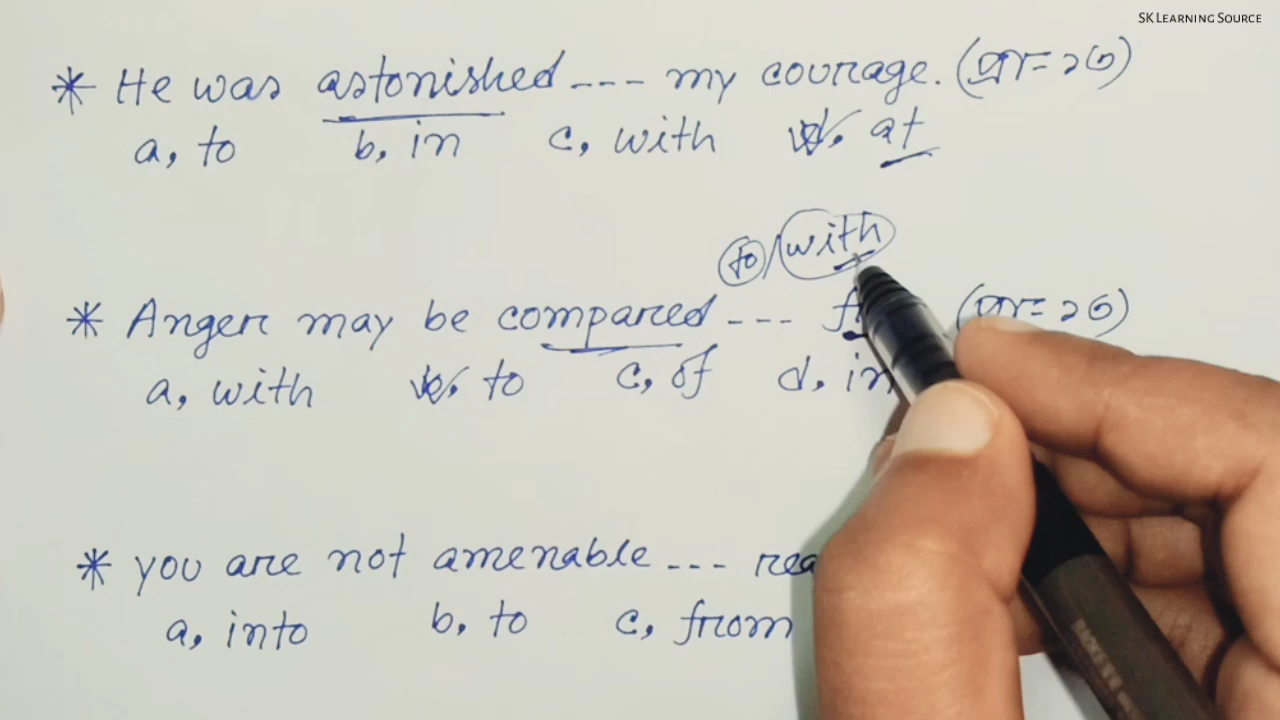 SK Learning Source
* He was astonished --- my courage.
a, to b, in c, with d, at
to / with
* Anger may be compared ---
a, with b, to c, of d, in
* you are not amenable ---
a, into b, to c, from